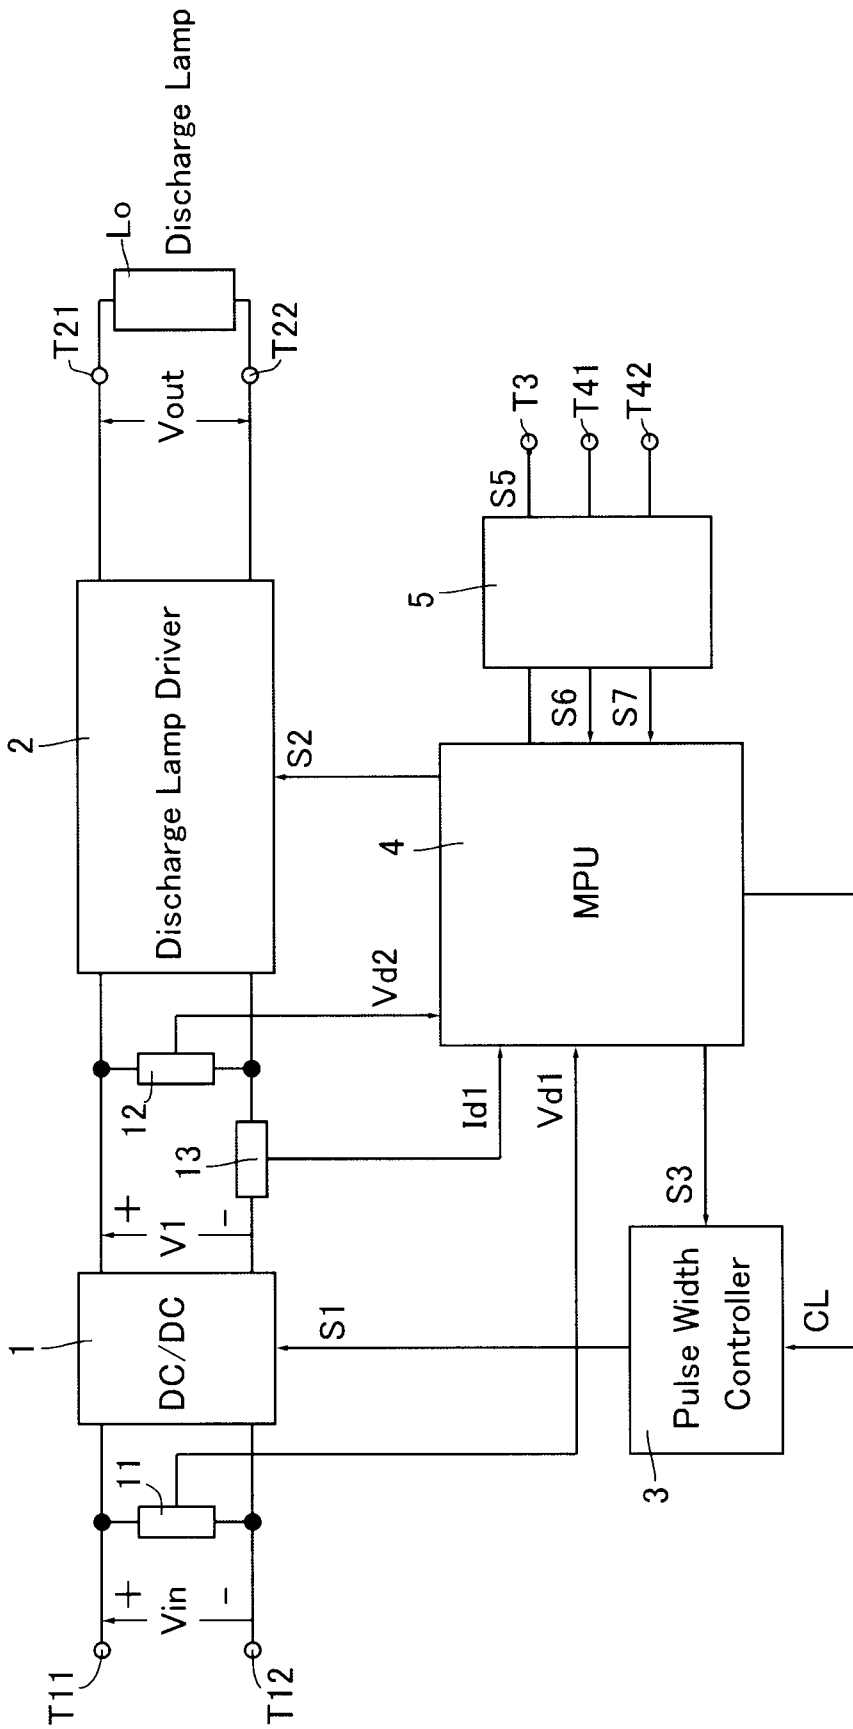 T11
T12
Vin
+
-
11
1
DC/DC
V1
+
-
12
13
2
Discharge Lamp Driver
Vout
T21
T22
Lo
Discharge Lamp
S1
Id1
Vd1
Vd2
S2
3
Pulse Width
Controller
CL
S3
4
MPU
S6
S7
5
S5
T3
T41
T42